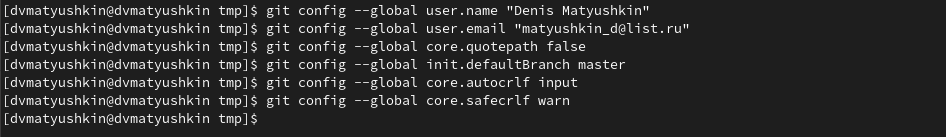 [dvmatyushkin@dvmatyushkin tmp]$ git config --global user.name "Denis Matyushkin"
[dvmatyushkin@dvmatyushkin tmp]$ git config --global user.email "matyushkin_d@list.ru"
[dvmatyushkin@dvmatyushkin tmp]$ git config --global core.quotepath false
[dvmatyushkin@dvmatyushkin tmp]$ git config --global init.defaultBranch master
[dvmatyushkin@dvmatyushkin tmp]$ git config --global core.autocrlf input
[dvmatyushkin@dvmatyushkin tmp]$ git config --global core.safecrlf warn
[dvmatyushkin@dvmatyushkin tmp]$